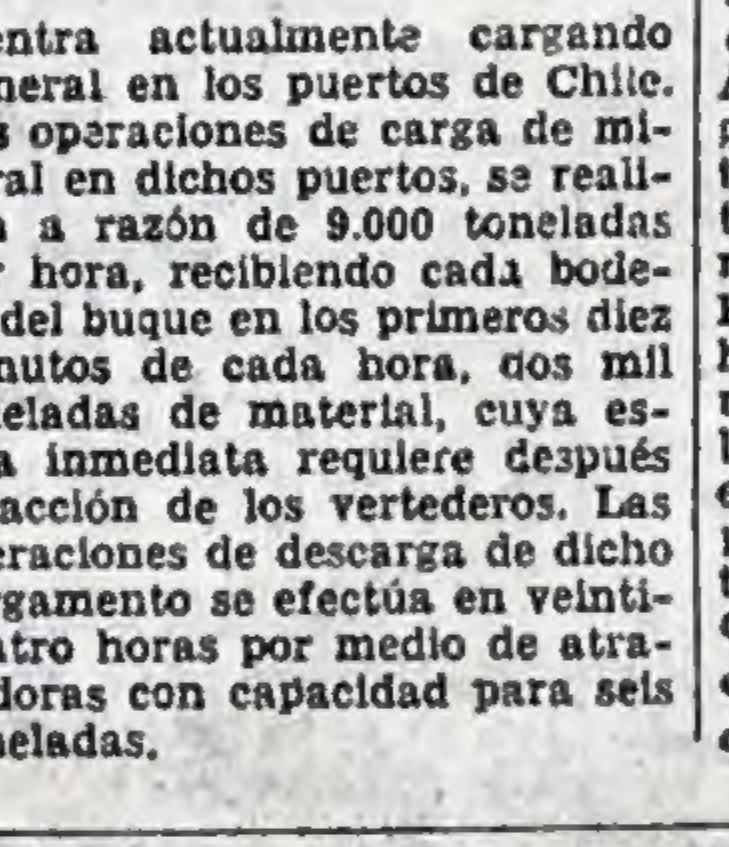 entra actualmente cargando
neral en los puertos de Chile.
s operaciones de carga de mi-
ral en dichos puertos, se reali-
a razón de 9.000 toneladas
hora, recibiendo cada bode-
del buque en los primeros diez
nutos de cada hora, dos mil
neladas de material, cuya es-
a inmediata requiere después
acción de los vertederos. Las
eraciones de descarga de dicho
rgamento se efectúa en veinti-
atro horas por medio de atra-
doras con capacidad para seis
neladas.